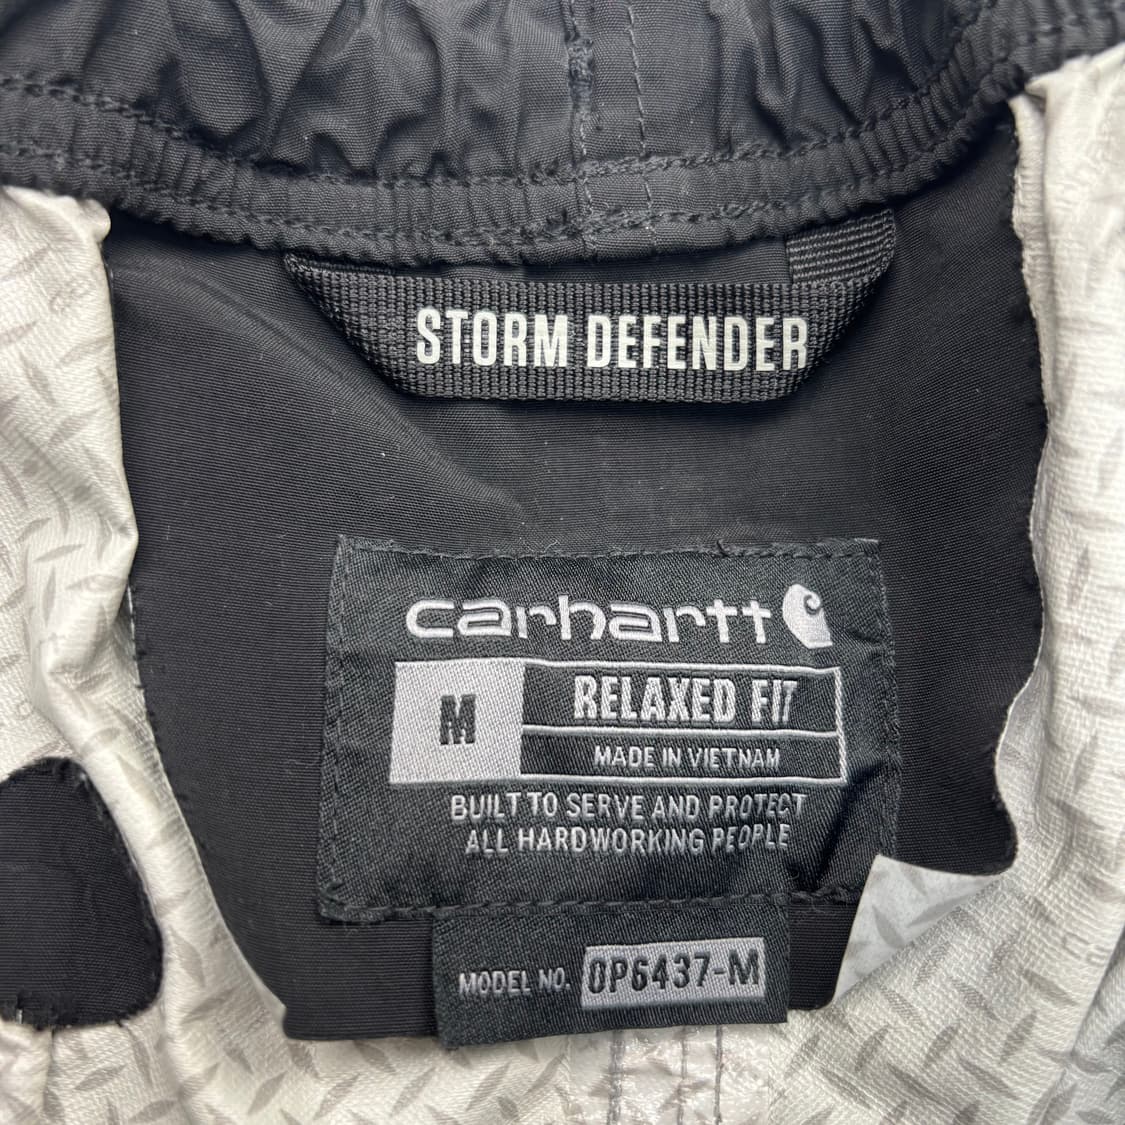 STORM DEFENDER
carhartt
M
RELAXED FIT
MADE IN VIETNAM
BUILT TO SERVE AND PROTECT
ALL HARDWORKING PEOPLE
MODEL NO. OP6437-M